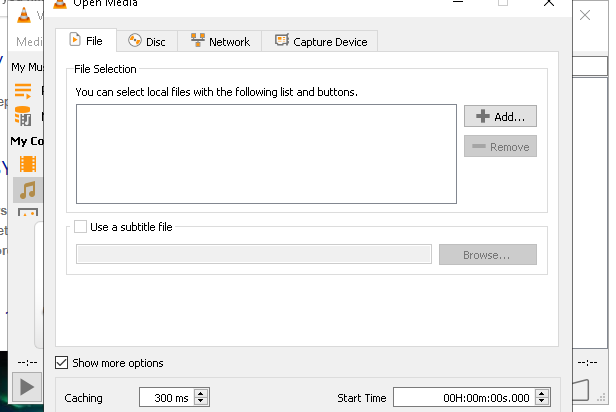 Open Media
Medi
File
Disc
Network
Capture Device
My Mu
File Selection
You can select local files with the following list and buttons.
Add...
Remove
My Co
Use a subtitle file
Browse...
--:--
Show more options
--:--
Caching
300 ms
Start Time
00H:00m:00s.000